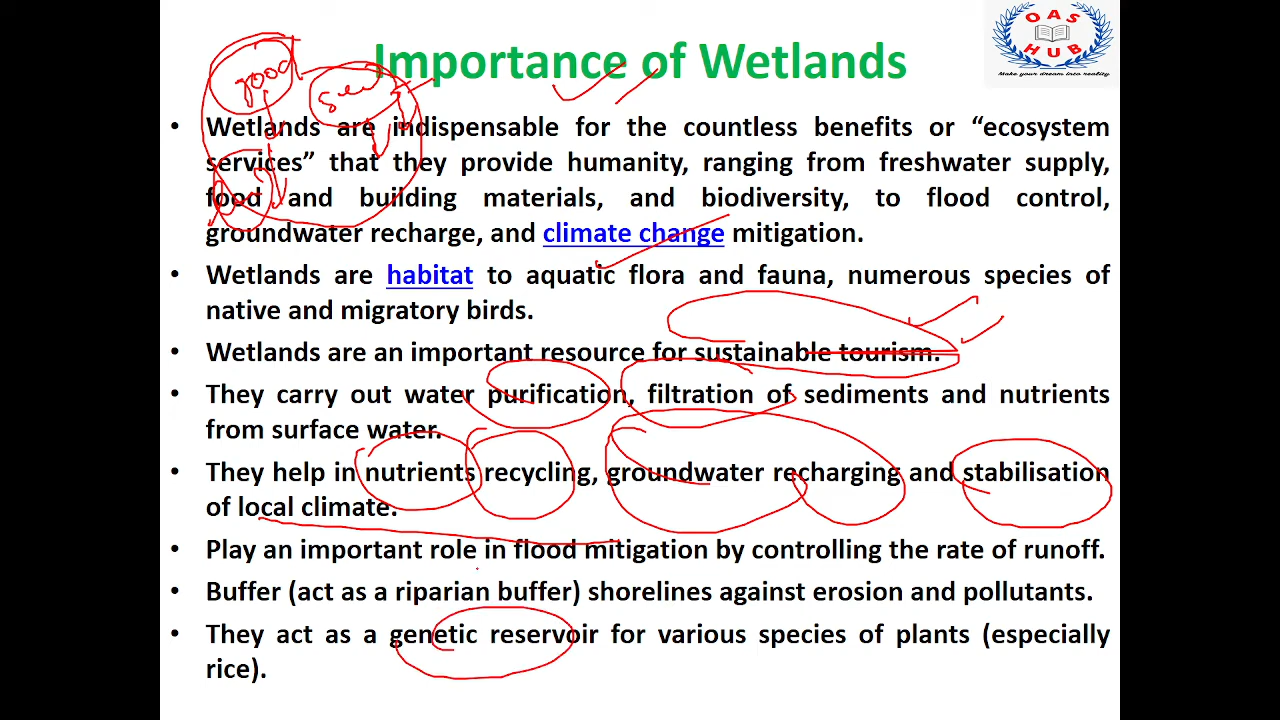 OAS
HUB
Make your dream into reality
Importance of Wetlands
good
• Wetlands are indispensable for the countless benefits or “ecosystem
services” that they provide humanity, ranging from freshwater supply,
food and building materials, and biodiversity, to flood control,
groundwater recharge, and climate change mitigation.
• Wetlands are habitat to aquatic flora and fauna, numerous species of
native and migratory birds.
• Wetlands are an important resource for sustainable tourism.
• They carry out water purification, filtration of sediments and nutrients
from surface water.
• They help in nutrients recycling, groundwater recharging and stabilisation
of local climate.
• Play an important role in flood mitigation by controlling the rate of runoff.
• Buffer (act as a riparian buffer) shorelines against erosion and pollutants.
• They act as a genetic reservoir for various species of plants (especially
rice).